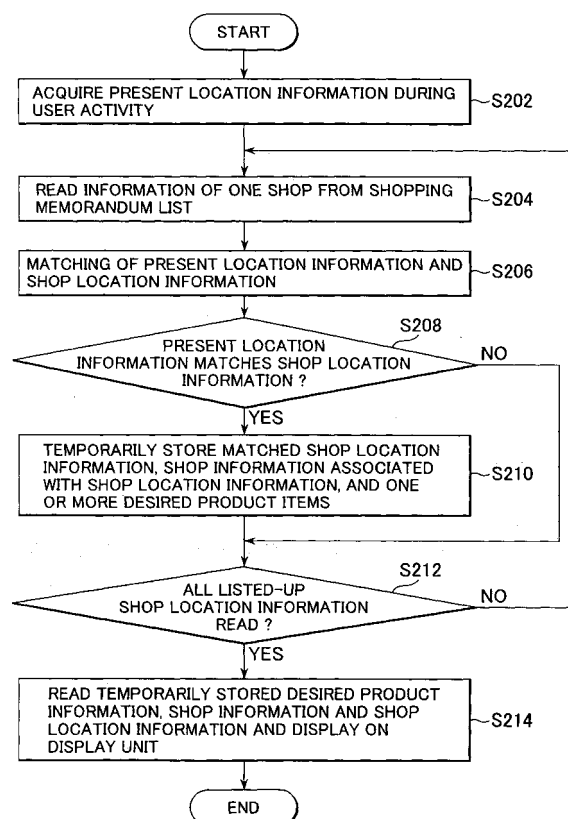 START
ACQUIRE PRESENT LOCATION INFORMATION DURING
USER ACTIVITY
S202
READ INFORMATION OF ONE SHOP FROM SHOPPING
MEMORANDUM LIST
S204
MATCHING OF PRESENT LOCATION INFORMATION AND
SHOP LOCATION INFORMATION
S206
S208
PRESENT LOCATION
INFORMATION MATCHES SHOP LOCATION
INFORMATION ?
NO
YES
TEMPORARILY STORE MATCHED SHOP LOCATION
INFORMATION, SHOP INFORMATION ASSOCIATED
WITH SHOP LOCATION INFORMATION, AND ONE
OR MORE DESIRED PRODUCT ITEMS
S210
S212
ALL LISTED-UP
SHOP LOCATION INFORMATION
READ ?
NO
YES
READ TEMPORARILY STORED DESIRED PRODUCT
INFORMATION, SHOP INFORMATION AND SHOP
LOCATION INFORMATION AND DISPLAY ON
DISPLAY UNIT
S214
END